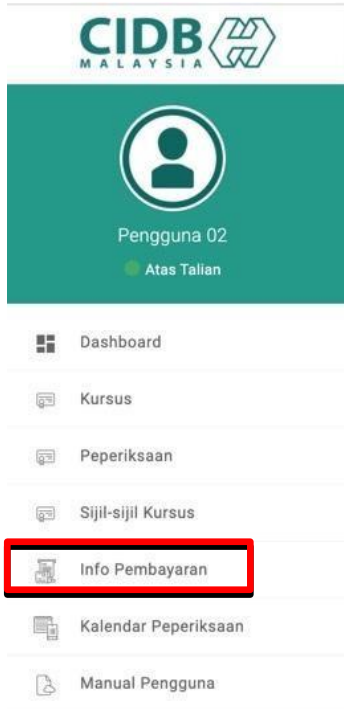 CIDB
MALAYSIA
Pengguna 02
Atas Talian
Dashboard
Kursus
Peperiksaan
Sijil-sijil Kursus
Info Pembayaran
Kalendar Peperiksaan
Manual Pengguna